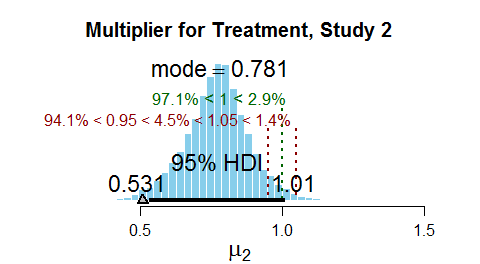 Multiplier for Treatment, Study 2
mode = 0.781
97.1% < 1 < 2.9%
94.1% < 0.95 < 4.5% < 1.05 < 1.4%
95% HDI
0.531 1.01
0.5 1.0 1.5
μ2